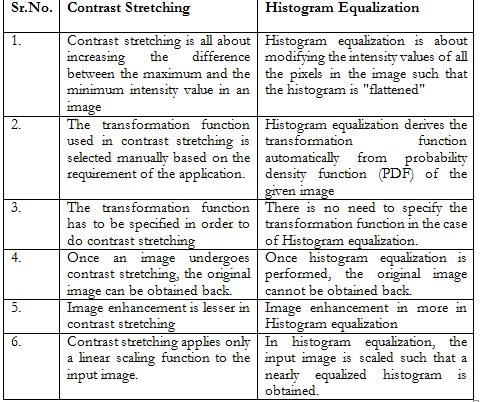 Sr.No. Contrast Stretching Histogram Equalization
1. Contrast stretching is all about Histogram equalization is about
increasing the difference modifying the intensity values of all
between the maximum and the the pixels in the image such that
minimum intensity value in an the histogram is "flattened"
image
2. The transformation function Histogram equalization derives the
used in contrast stretching is transformation function
selected manually based on the automatically from probability
requirement of the application. density function (PDF) of the
given image
3. The transformation function There is no need to specify the
has to be specified in order to transformation function in the case
do contrast stretching of Histogram equalization.
4. Once an image undergoes Once histogram equalization is
contrast stretching, the original performed, the original image
image can be obtained back. cannot be obtained back.
5. Image enhancement is lesser in Image enhancement in more in
contrast stretching Histogram equalization
6. Contrast stretching applies only In histogram equalization, the
a linear scaling function to the input image is scaled such that a
input image. nearly equalized histogram is
obtained.